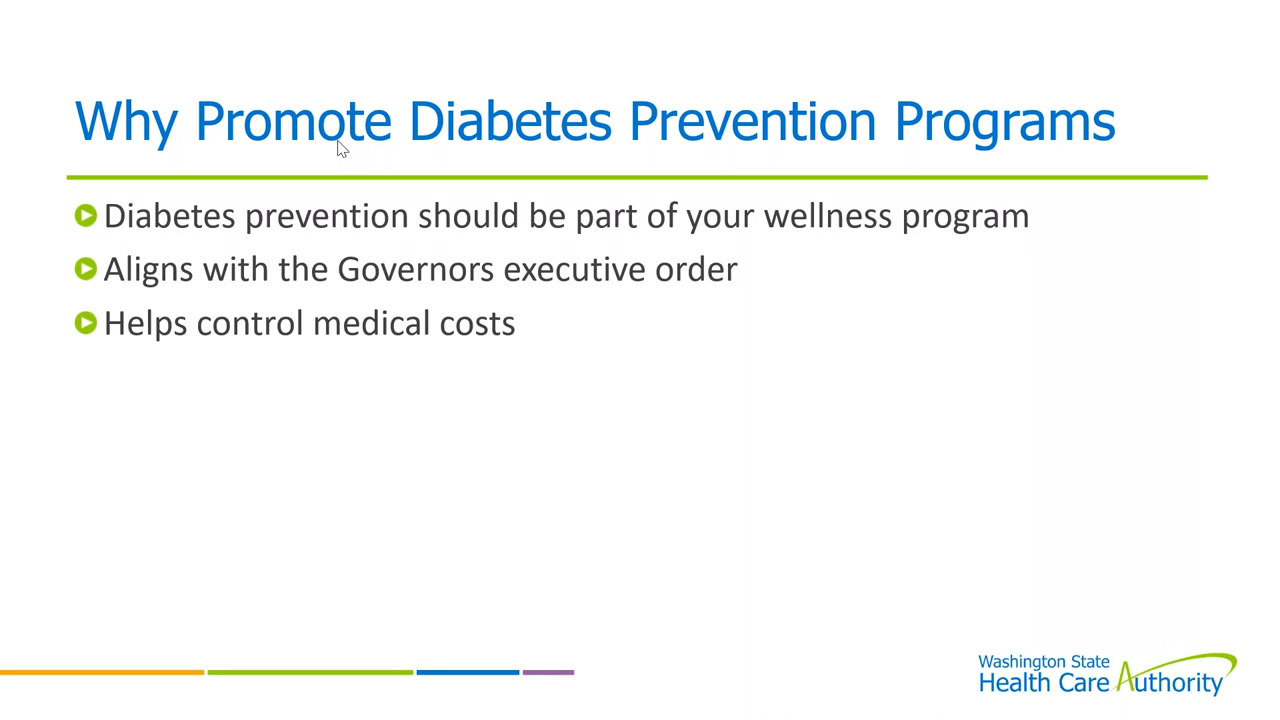 Why Promote Diabetes Prevention Programs
Diabetes prevention should be part of your wellness program
Aligns with the Governors executive order
Helps control medical costs
Washington State
Health Care Authority